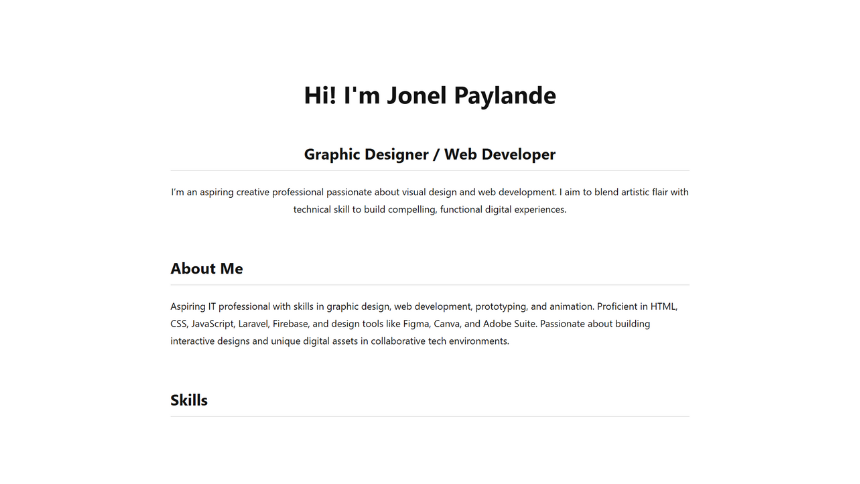 Hi! I'm Jonel Paylande
Graphic Designer / Web Developer
I'm an aspiring creative professional passionate about visual design and web development. I aim to blend artistic flair with
technical skill to build compelling, functional digital experiences.
About Me
Aspiring IT professional with skills in graphic design, web development, prototyping, and animation. Proficient in HTML,
CSS, JavaScript, Laravel, Firebase, and design tools like Figma, Canva, and Adobe Suite. Passionate about building
interactive designs and unique digital assets in collaborative tech environments.
Skills